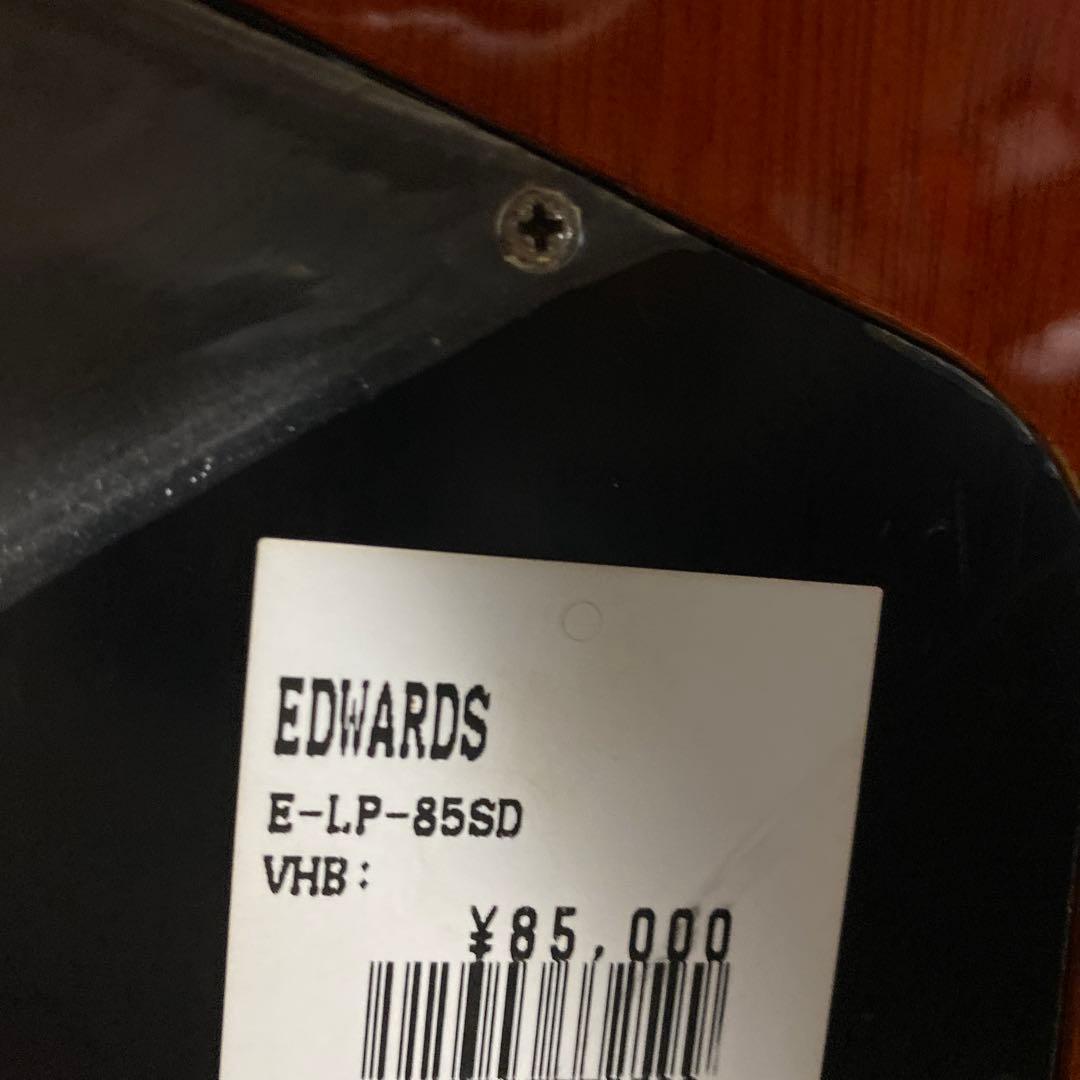 EDWARDS
E-LP-85SD
VHB:
¥85,000